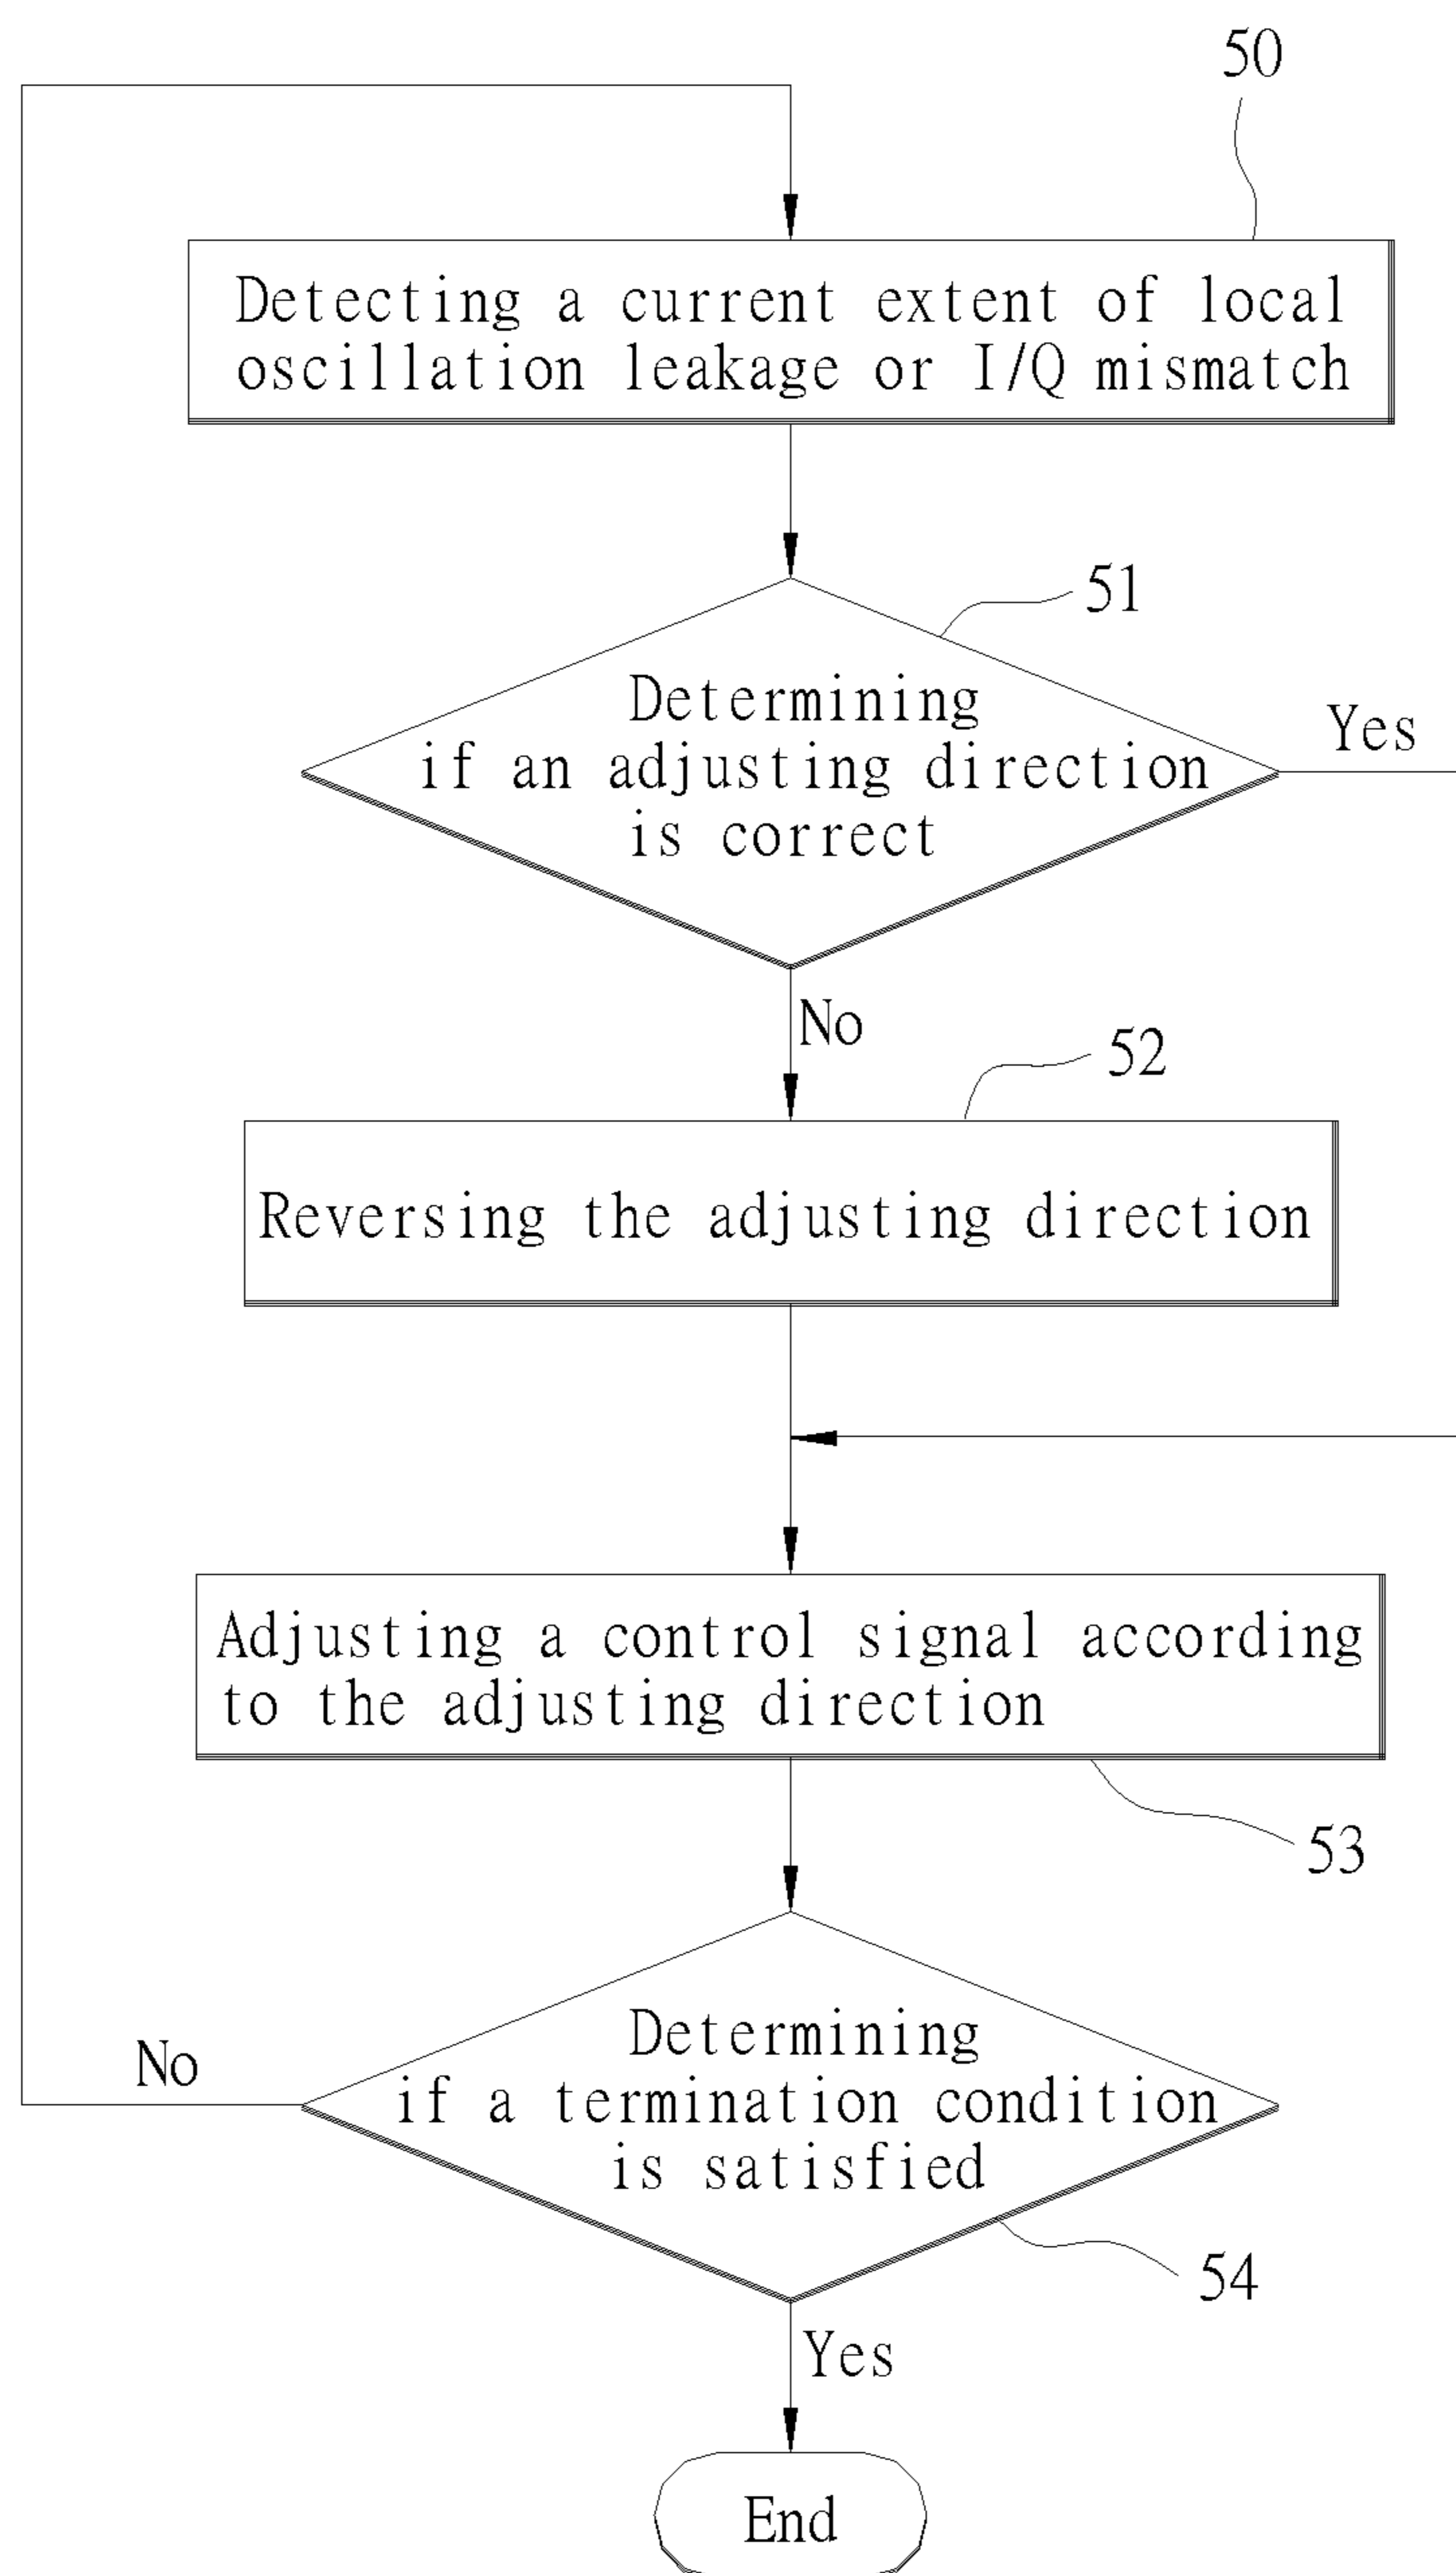 50
Detecting a current extent of local
oscillation leakage or I/Q mismatch
51
Determining
if an adjusting direction
is correct
Yes
No
52
Reversing the adjusting direction
Adjusting a control signal according
to the adjusting direction
53
Determining
if a termination condition
is satisfied
No
54
Yes
End